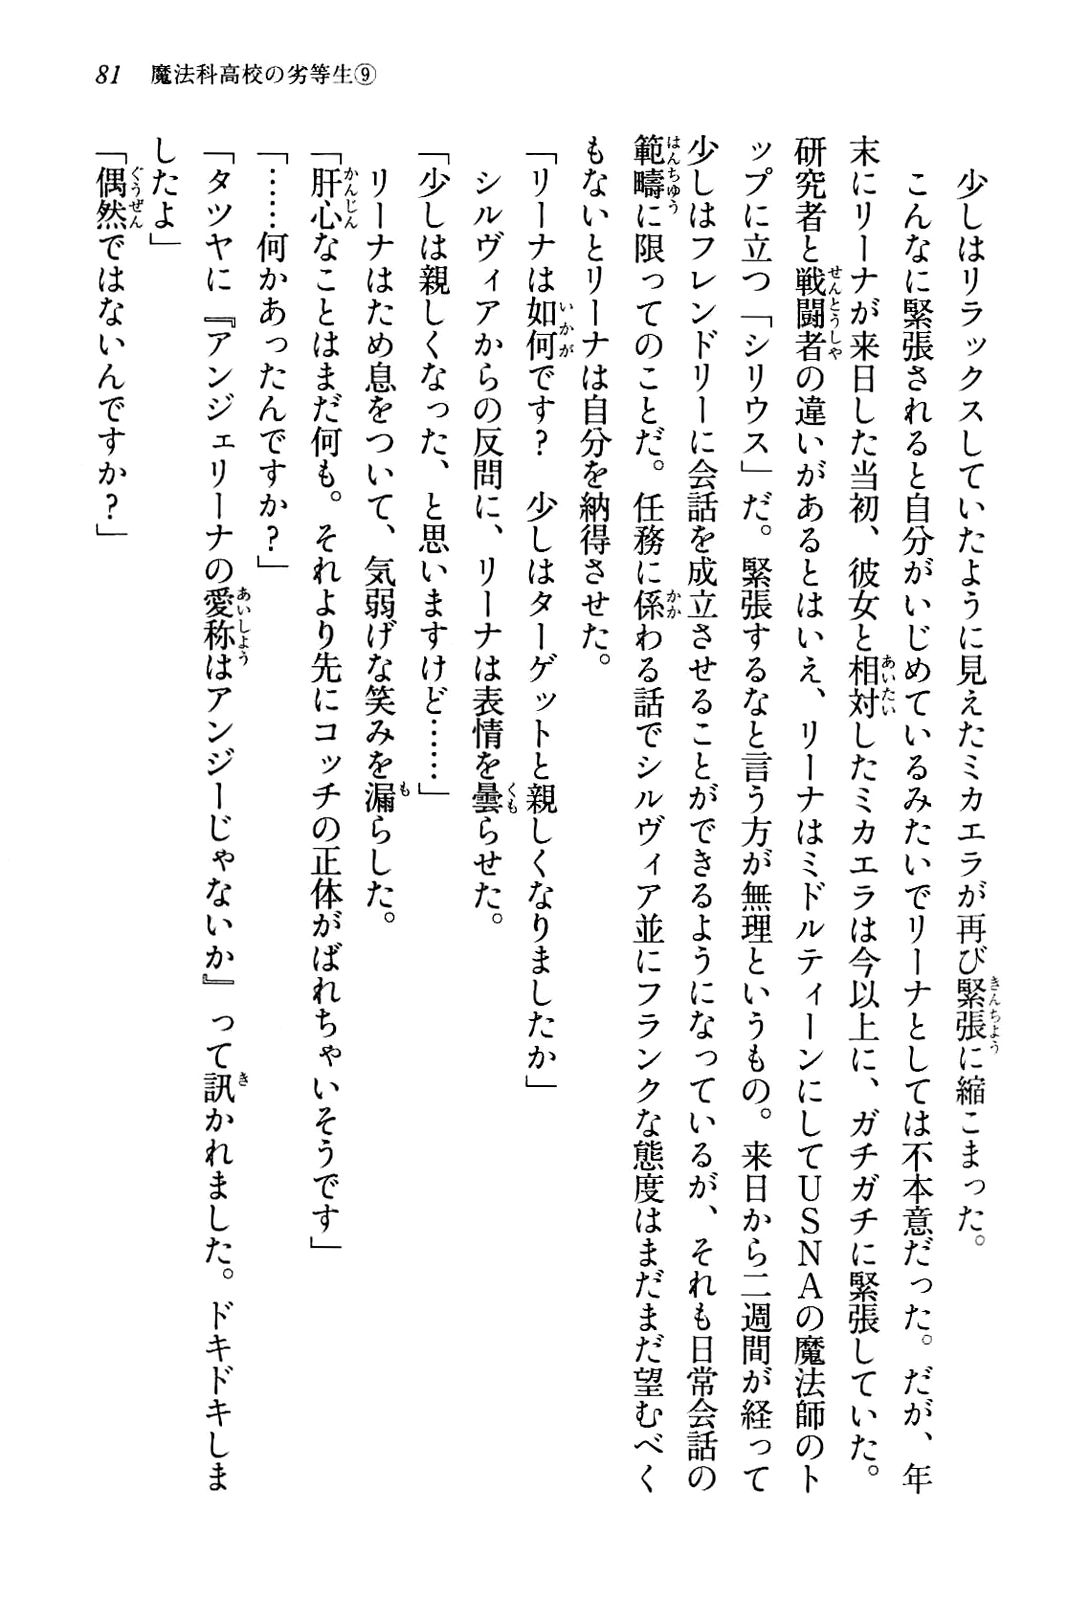 81　魔法科高校の劣等生⑨
　少しはリラックスしていたように見えたミカエラが再び緊張に縮こまった。
　こんなに緊張されると自分がいじめているみたいでリーナとしては不本意だった。だが、年
末にリーナが来日した当初、彼女と相対したミカエラは今以上に、ガチガチに緊張していた。
研究者と戦闘者の違いがあるとはいえ、リーナはミドルティーンにしてＵＳＮＡの魔法師のト
ップに立つ「シリウス」だ。緊張するなと言う方が無理というもの。来日から二週間が経って
少しはフレンドリーに会話を成立させることができるようになっているが、それも日常会話の
範疇に限ってのことだ。任務に係わる話でシルヴィア並にフランクな態度はまだまだ望むべく
もないとリーナは自分を納得させた。
「リーナは如何です？　少しはターゲットと親しくなりましたか」
　シルヴィアからの反問に、リーナは表情を曇らせた。
「少しは親しくなった、と思いますけど……」
　リーナはため息をついて、気弱げな笑みを漏らした。
「肝心なことはまだ何も。それより先にコッチの正体がばれちゃいそうです」
「……何かあったんですか？」
「タツヤに『アンジェリーナの愛称はアンジーじゃないか』って訊かれました。ドキドキしま
したよ」
「偶然ではないんですか？」